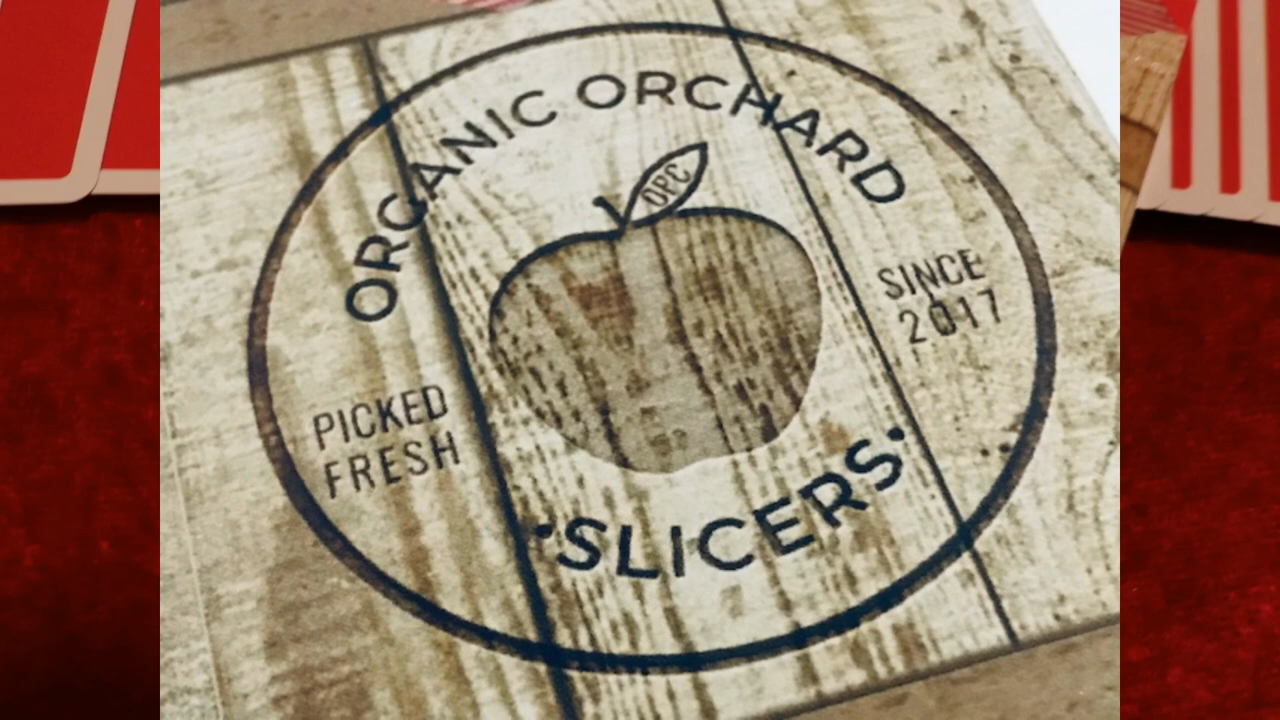 ORGANIC ORCHARD
OPC
SINCE
2017
PICKED
FRESH
·SLICERS·